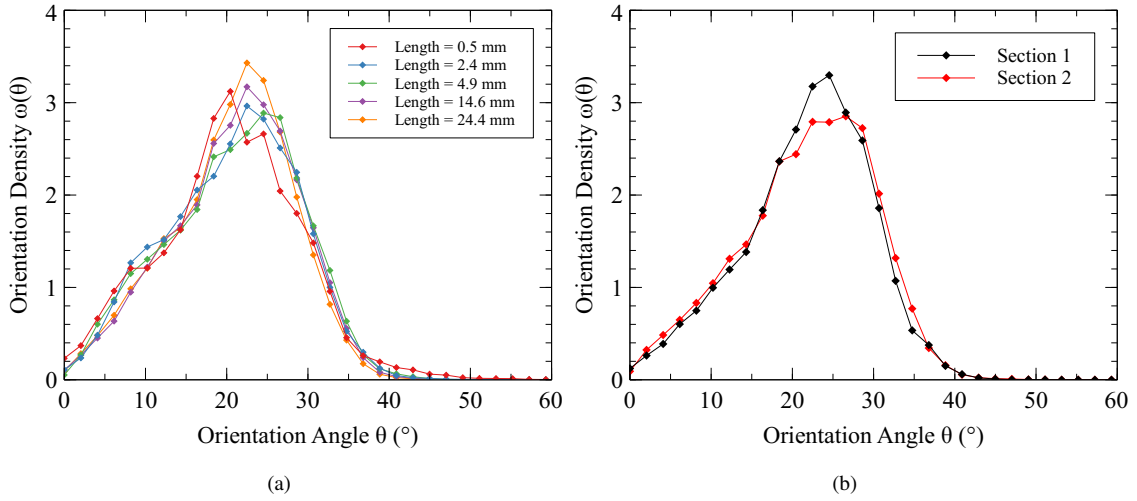 4
3
2
1
0
0
10
20
30
40
50
60
Orientation Density ω(θ)
Orientation Angle θ (°)
Length = 0.5 mm
Length = 2.4 mm
Length = 4.9 mm
Length = 14.6 mm
Length = 24.4 mm
(a)
4
3
2
1
0
0
10
20
30
40
50
60
Orientation Density ω(θ)
Orientation Angle θ (°)
Section 1
Section 2
(b)